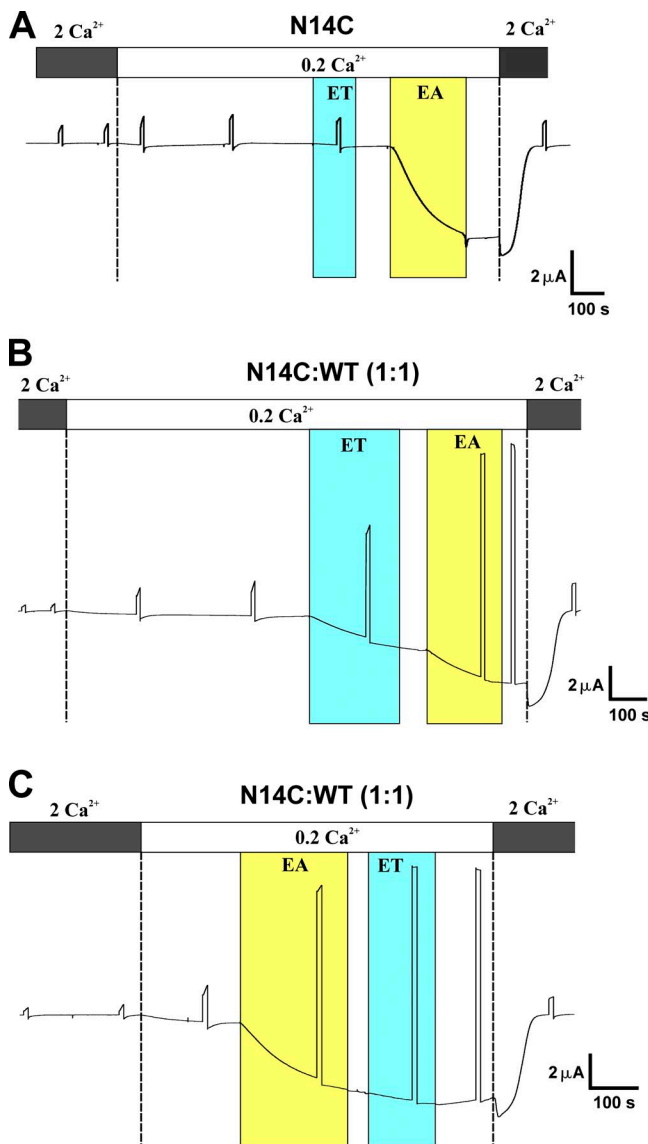 A
N14C
2 Ca²⁺
2 Ca²⁺
0.2 Ca²⁺
ET
EA
2 μA
100 s
B
N14C:WT (1:1)
2 Ca²⁺
2 Ca²⁺
0.2 Ca²⁺
ET
EA
2 μA
100 s
C
N14C:WT (1:1)
2 Ca²⁺
2 Ca²⁺
0.2 Ca²⁺
EA
ET
2 μA
100 s